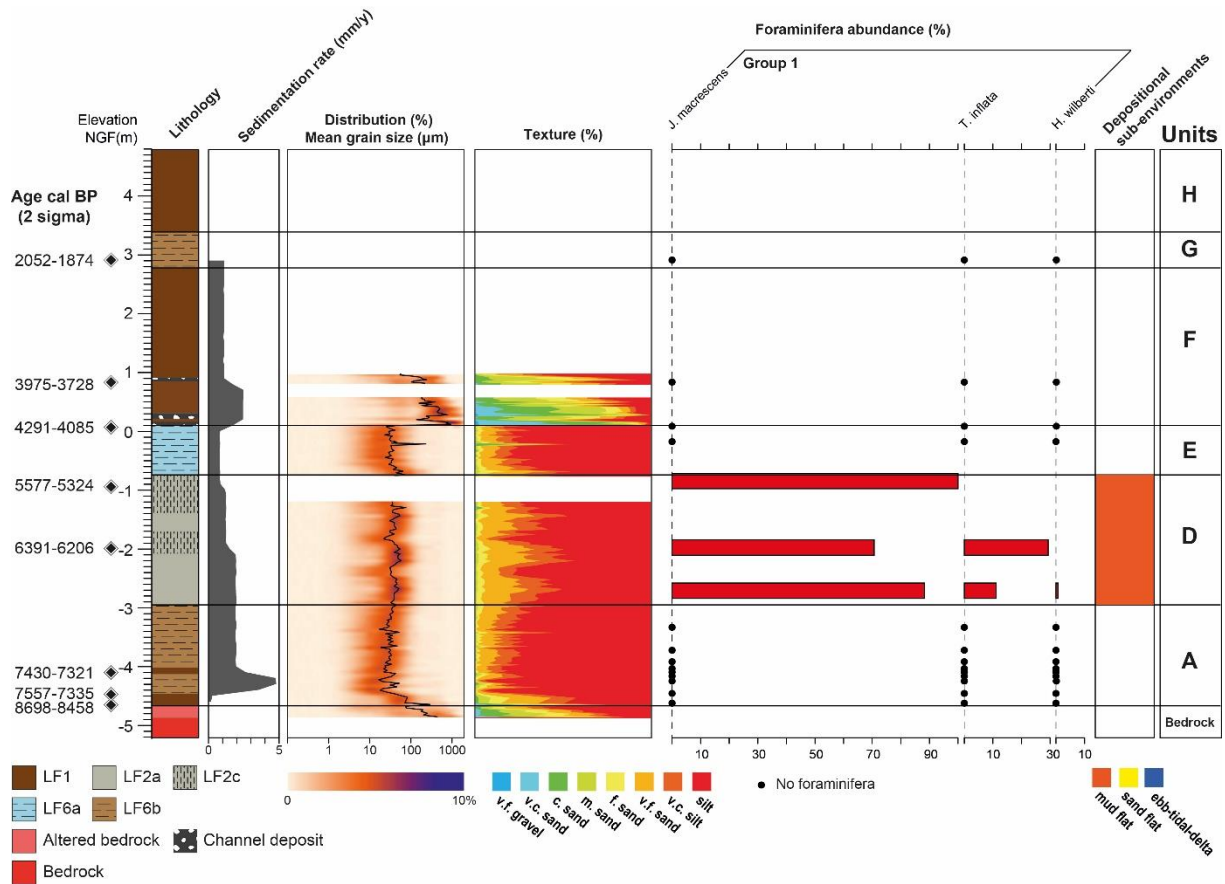 Foraminifera abundance (%)
Group 1
Elevation
NGF(m)
Lithology
Sedimentation rate (mm/y)
Distribution (%)
Mean grain size (µm)
Texture (%)
J. macrescens
T. inflata
H. wilberti
Depositional
sub-environments
Units
Age cal BP
(2 sigma)
2052-1874
3975-3728
4291-4085
5577-5324
6391-6206
7430-7321
7557-7335
8698-8458
4
3
2
1
0
-1
-2
-3
-4
-5
H
G
F
E
D
A
Bedrock
0 5
1 10 100 1000
10 30 50 70 90 10 30 10
LF1 LF2a LF2c
LF6a LF6b
Altered bedrock Channel deposit
Bedrock
0 10%
v.f. gravel
v.c. sand
c. sand
m. sand
f. sand
v.f. sand
v.c. silt
silt
No foraminifera
mud flat
sand flat
ebb-tidal-delta